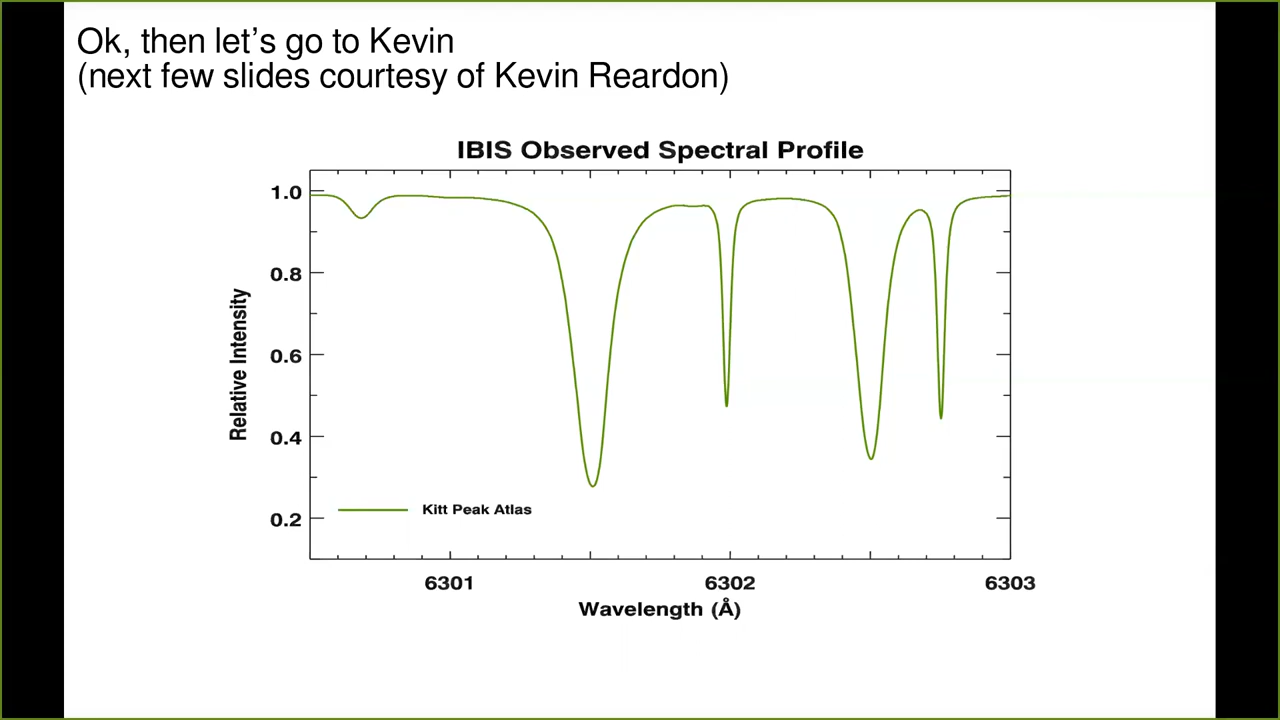 Ok, then let’s go to Kevin
(next few slides courtesy of Kevin Reardon)
IBIS Observed Spectral Profile
1.0
0.8
0.6
0.4
0.2
Relative Intensity
Kitt Peak Atlas
6301 6302 6303
Wavelength (Å)